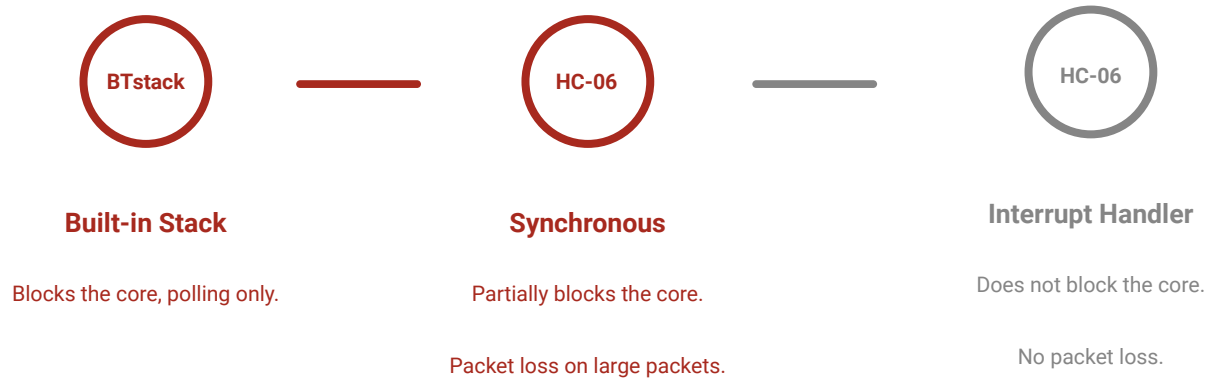 BTstack
HC-06
HC-06
Built-in Stack
Synchronous
Interrupt Handler
Blocks the core, polling only.
Partially blocks the core.
Does not block the core.
Packet loss on large packets.
No packet loss.